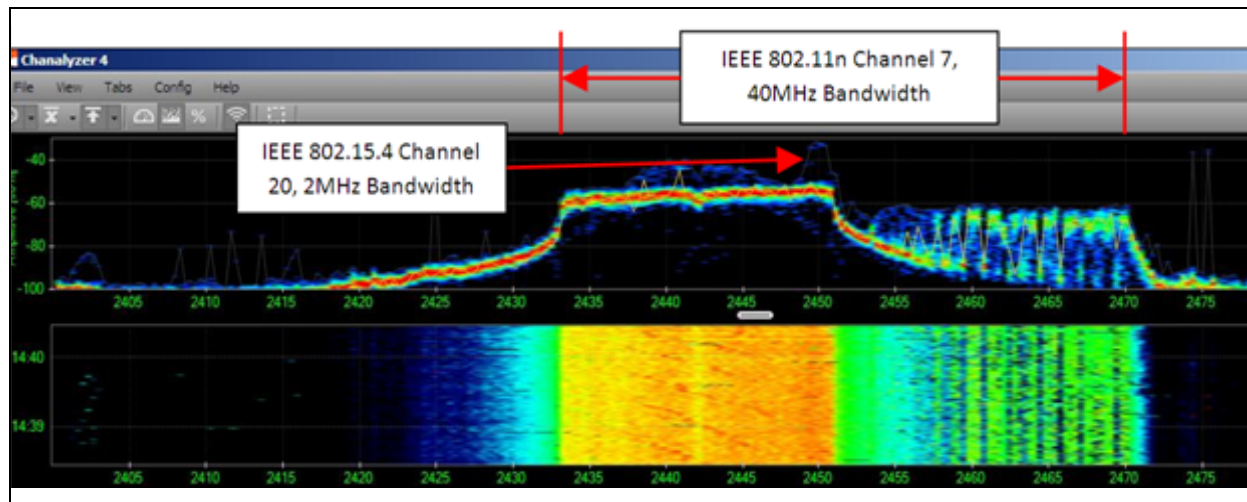 Chanalyzer 4
File View Tabs Config Help
%
IEEE 802.11n Channel 7,
40MHz Bandwidth
IEEE 802.15.4 Channel
20, 2MHz Bandwidth
-40
-60
-80
-100
2405 2410 2415 2420 2425 2430 2435 2440 2445 2450 2455 2460 2465 2470 2475
14:40
14:39
2405 2410 2415 2420 2425 2430 2435 2440 2445 2450 2455 2460 2465 2470 2475